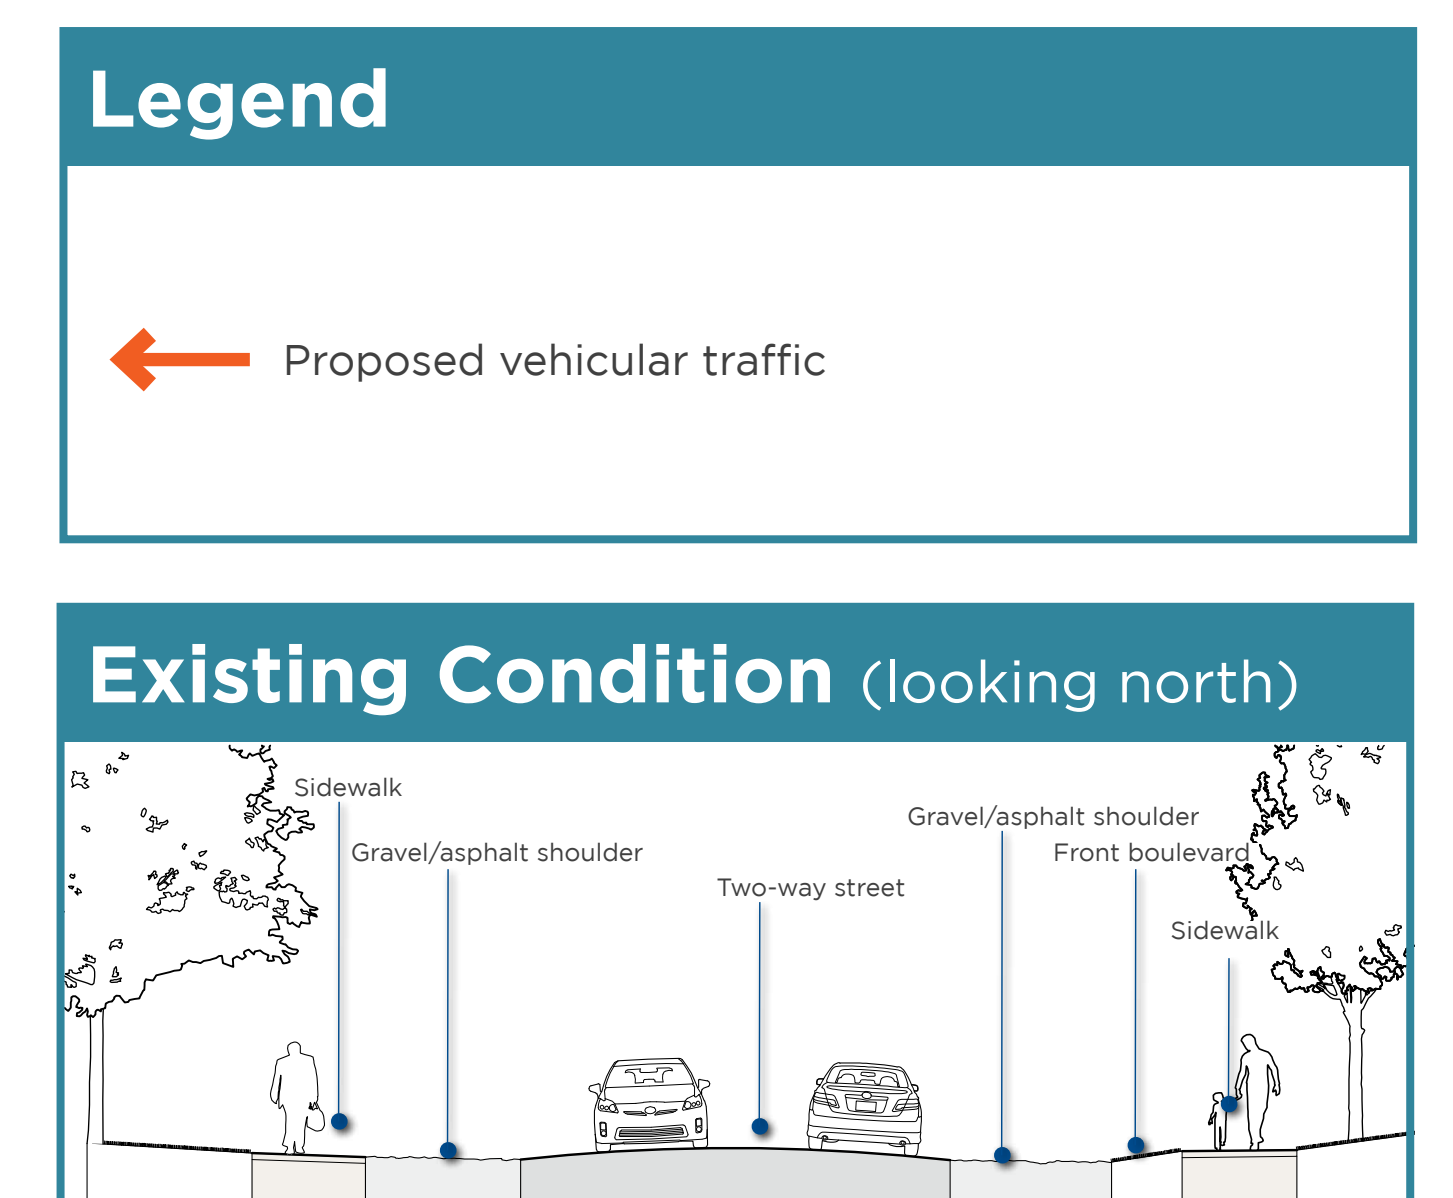 Legend
Proposed vehicular traffic
Existing Condition (looking north)
Sidewalk
Gravel/asphalt shoulder
Gravel/asphalt shoulder
Front boulevard
Two-way street
Sidewalk